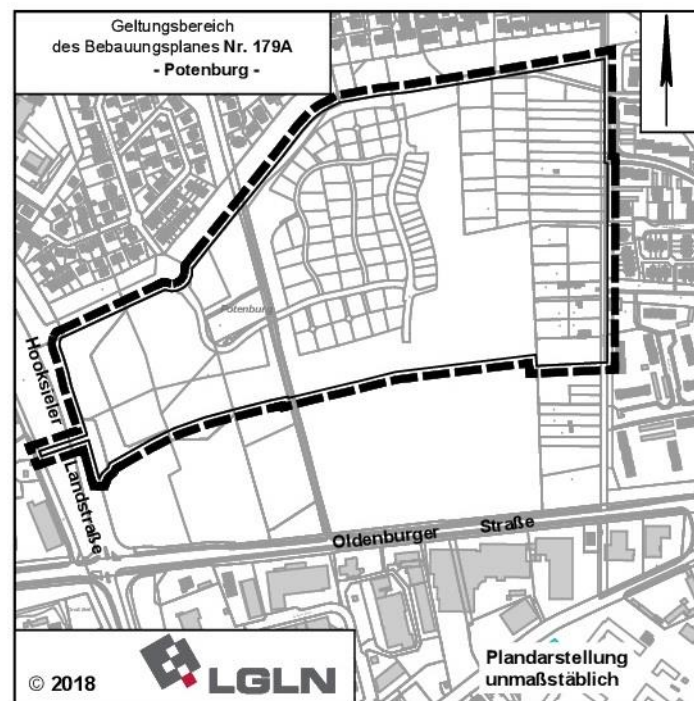 Geltungsbereich
des Bebauungsplanes Nr. 179A
- Potenburg -
Potenburg
Hooksieler
Landstraße
Oldenburger Straße
Plandarstellung
unmaßstäblich
© 2018 LGLN